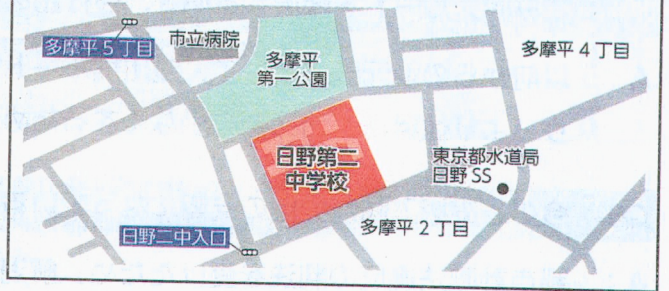 多摩平5丁目
市立病院
多摩平
第一公園
多摩平4丁目
日野第二
中学校
東京都水道局
日野SS
多摩平2丁目
日野二中入口